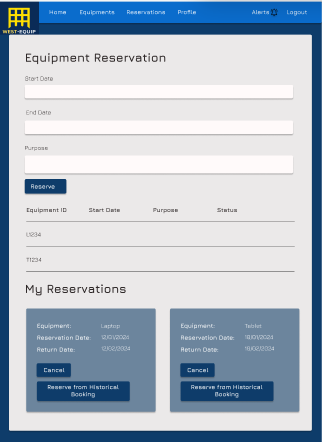 Home Equipments Reservations Profile Alerts Logout
WEST-EQUIP
Equipment Reservation
Start Date
End Date
Purpose
Reserve
Equipment ID Start Date Purpose Status
L1234
T1234
My Reservations
Equipment: Laptop
Reservation Date: 12/01/2024
Return Date: 12/02/2024
Cancel
Reserve from Historical
Booking
Equipment: Tablet
Reservation Date: 18/01/2024
Return Date: 18/02/2024
Cancel
Reserve from Historical
Booking